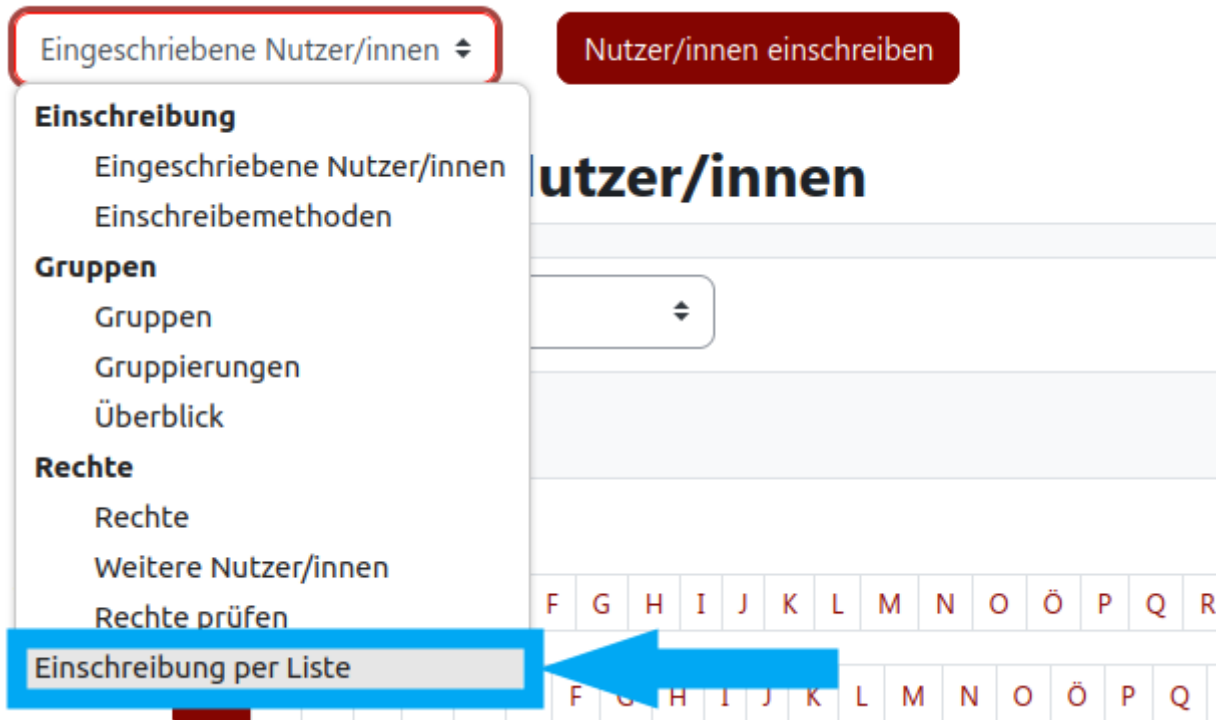 Eingeschriebene Nutzer/innen
Nutzer/innen einschreiben
Einschreibung
Eingeschriebene Nutzer/innen
Einschreibemethoden
Gruppen
Gruppen
Gruppierungen
Überblick
Rechte
Rechte
Weitere Nutzer/innen
Rechte prüfen
Einschreibung per Liste
utzer/innen
F G H I J K L M N O Ö P Q R
F G H I J K L M N O Ö P Q